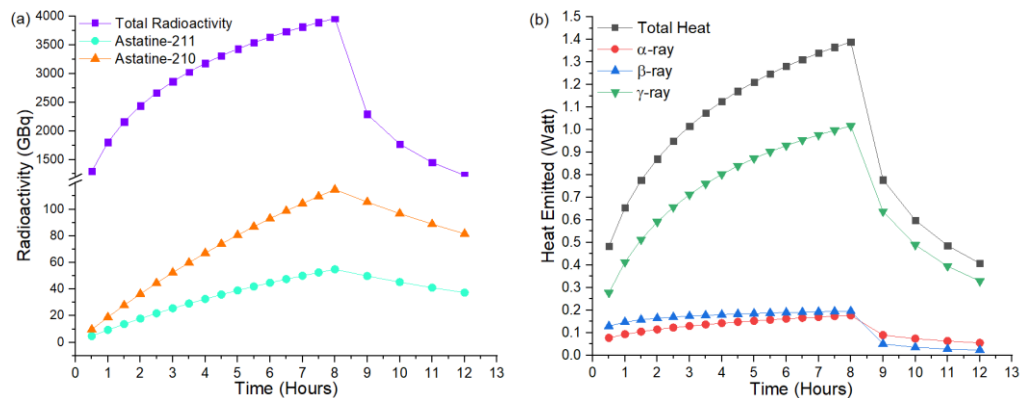 (a)
Total Radioactivity
Astatine-211
Astatine-210
Radioactivity (GBq)
4000
3500
3000
2500
2000
1500
100
80
60
40
20
0
0 1 2 3 4 5 6 7 8 9 10 11 12 13
Time (Hours)
(b)
Total Heat
α-ray
β-ray
γ-ray
Heat Emitted (Watt)
1.5
1.4
1.3
1.2
1.1
1.0
0.9
0.8
0.7
0.6
0.5
0.4
0.3
0.2
0.1
0.0
0 1 2 3 4 5 6 7 8 9 10 11 12 13
Time (Hours)